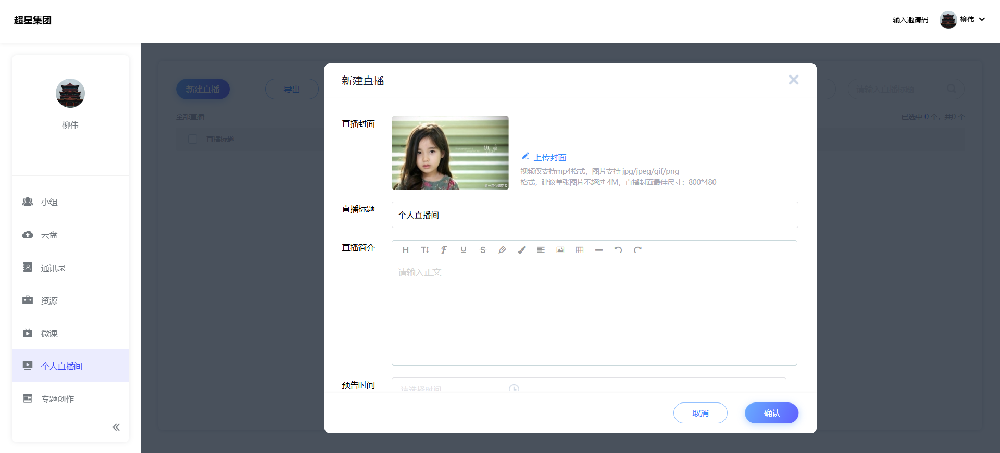 超星集团
输入邀请码
柳伟
柳伟
小组
云盘
通讯录
资源
微课
个人直播间
专题创作
新建直播
导出
请输入直播标题
全部直播
已选中 0 个，共0 个
直播标题
新建直播
直播封面
上传封面
视频仅支持mp4格式，图片支持 jpg/jpeg/gif/png
格式，建议单张图片不超过 4M，直播封面最佳尺寸：800*480
直播标题
个人直播间
直播简介
请输入正文
预告时间
请选择时间
取消
确认